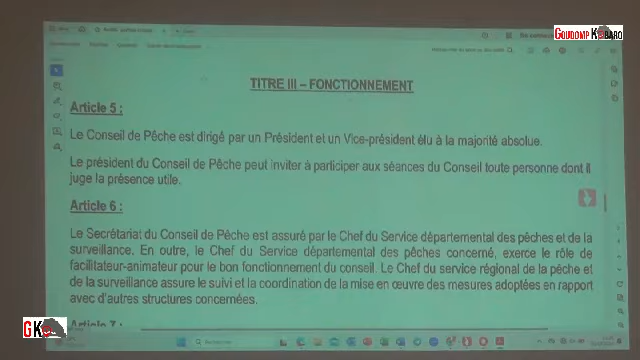 GOUDOMP KIBARO
TITRE III – FONCTIONNEMENT
Article 5 :
Le Conseil de Pêche est dirigé par un Président et un Vice-président élu à la majorité absolue.
Le président du Conseil de Pêche peut inviter à participer aux séances du Conseil toute personne dont il
juge la présence utile.
Article 6 :
Le Secrétariat du Conseil de Pêche est assuré par le Chef du Service départemental des pêches et de la
surveillance. En outre, le Chef du Service départemental des pêches concerné, exerce le rôle de
facilitateur-animateur pour le bon fonctionnement du conseil. Le Chef du service régional de la pêche et
de la surveillance assure le suivi et la coordination de la mise en œuvre des mesures adoptées en rapport
avec d'autres structures concernées.
Article 7 :
GK